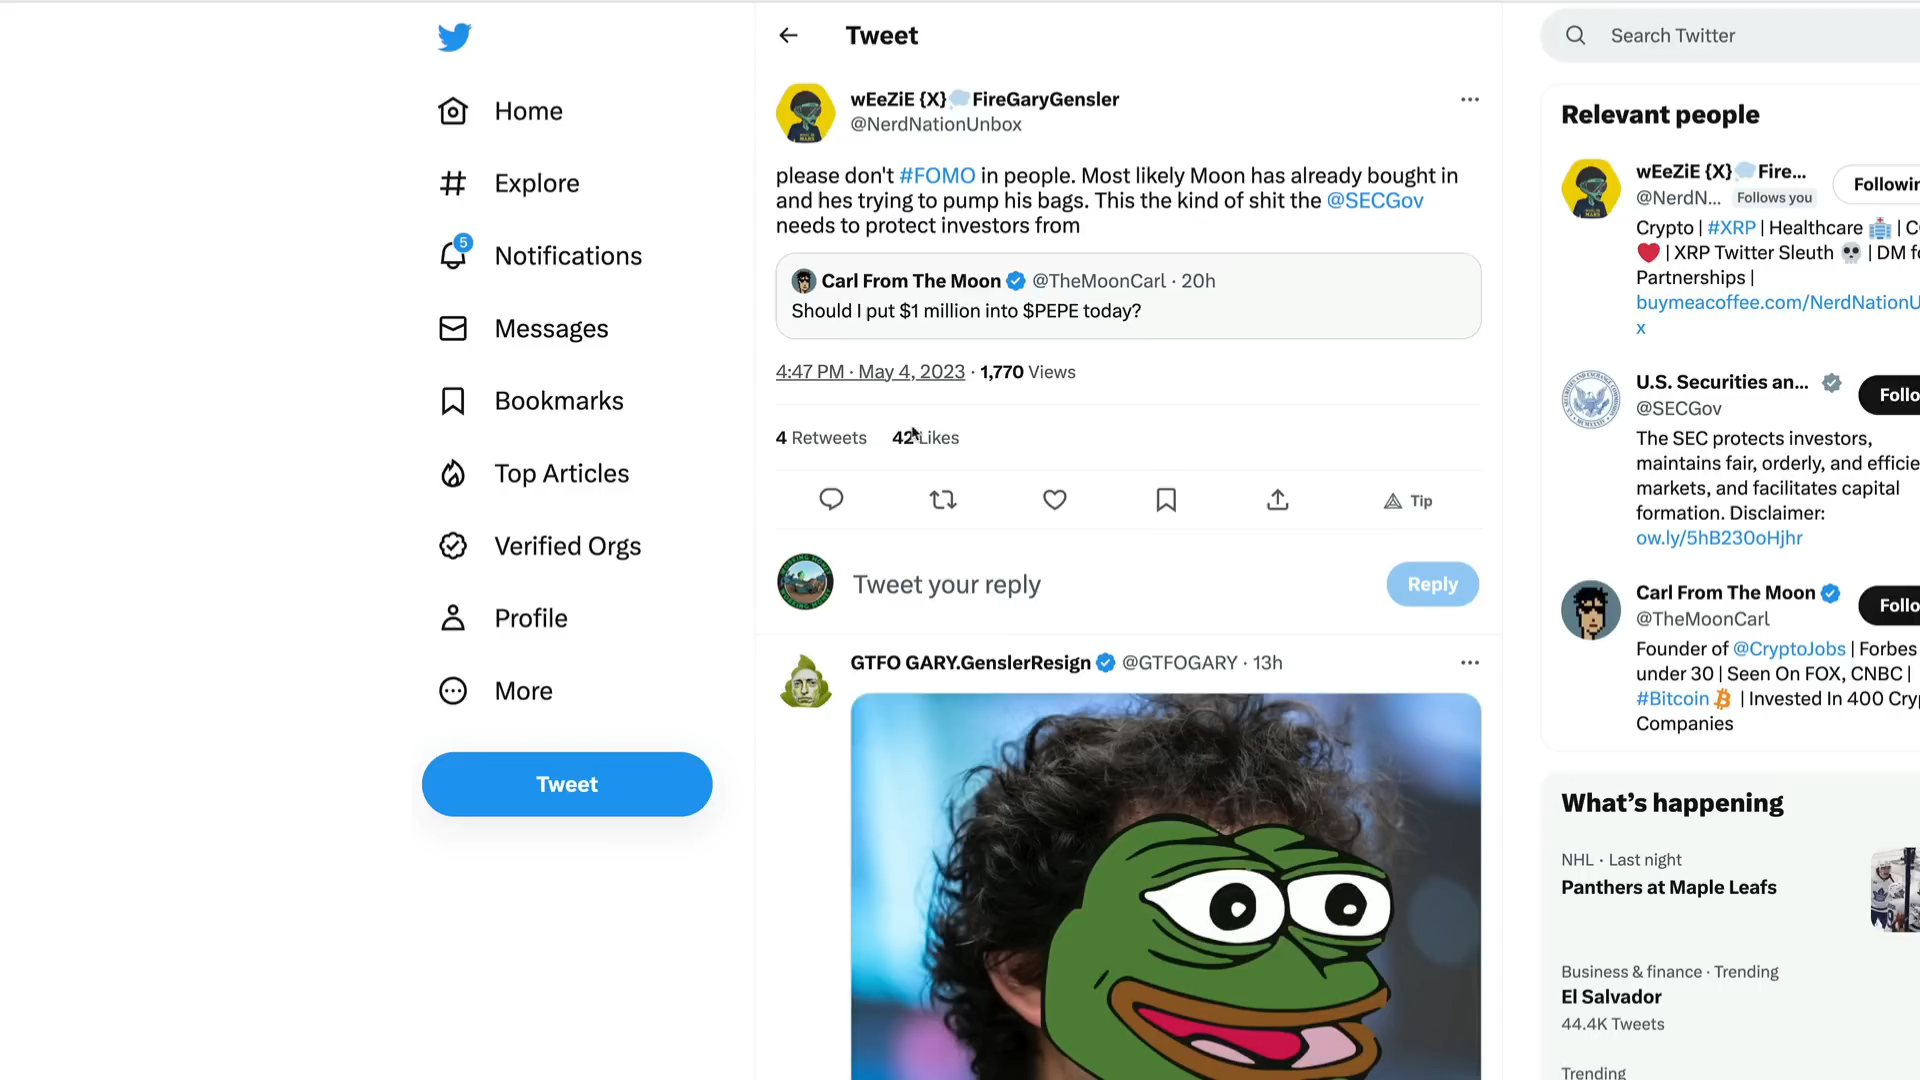 Home
Explore
5
Notifications
Messages
Bookmarks
Top Articles
Verified Orgs
Profile
More
Tweet
Tweet
wEeZiE {X}💭FireGaryGensler
@NerdNationUnbox
please don't #FOMO in people. Most likely Moon has already bought in
and hes trying to pump his bags. This the kind of shit the @SECGov
needs to protect investors from
Carl From The Moon @TheMoonCarl · 20h
Should I put $1 million into $PEPE today?
4:47 PM · May 4, 2023 · 1,770 Views
4 Retweets 42 Likes
Tip
Tweet your reply
Reply
GTFO GARY.GenslerResign @GTFOGARY · 13h
Search Twitter
Relevant people
wEeZiE {X}💭Fire...
Followin
@NerdN... Follows you
Crypto | #XRP | Healthcare 🏥 | C
❤️ | XRP Twitter Sleuth 💀 | DM fo
Partnerships |
buymeacoffee.com/NerdNationU
x
U.S. Securities an...
Follo
@SECGov
The SEC protects investors,
maintains fair, orderly, and efficie
markets, and facilitates capital
formation. Disclaimer:
ow.ly/5hB230oHjhr
Carl From The Moon
Follo
@TheMoonCarl
Founder of @CryptoJobs | Forbes
under 30 | Seen On FOX, CNBC |
#Bitcoin | Invested In 400 Cryp
Companies
What's happening
NHL · Last night
Panthers at Maple Leafs
Business & finance · Trending
El Salvador
44.4K Tweets
Trending